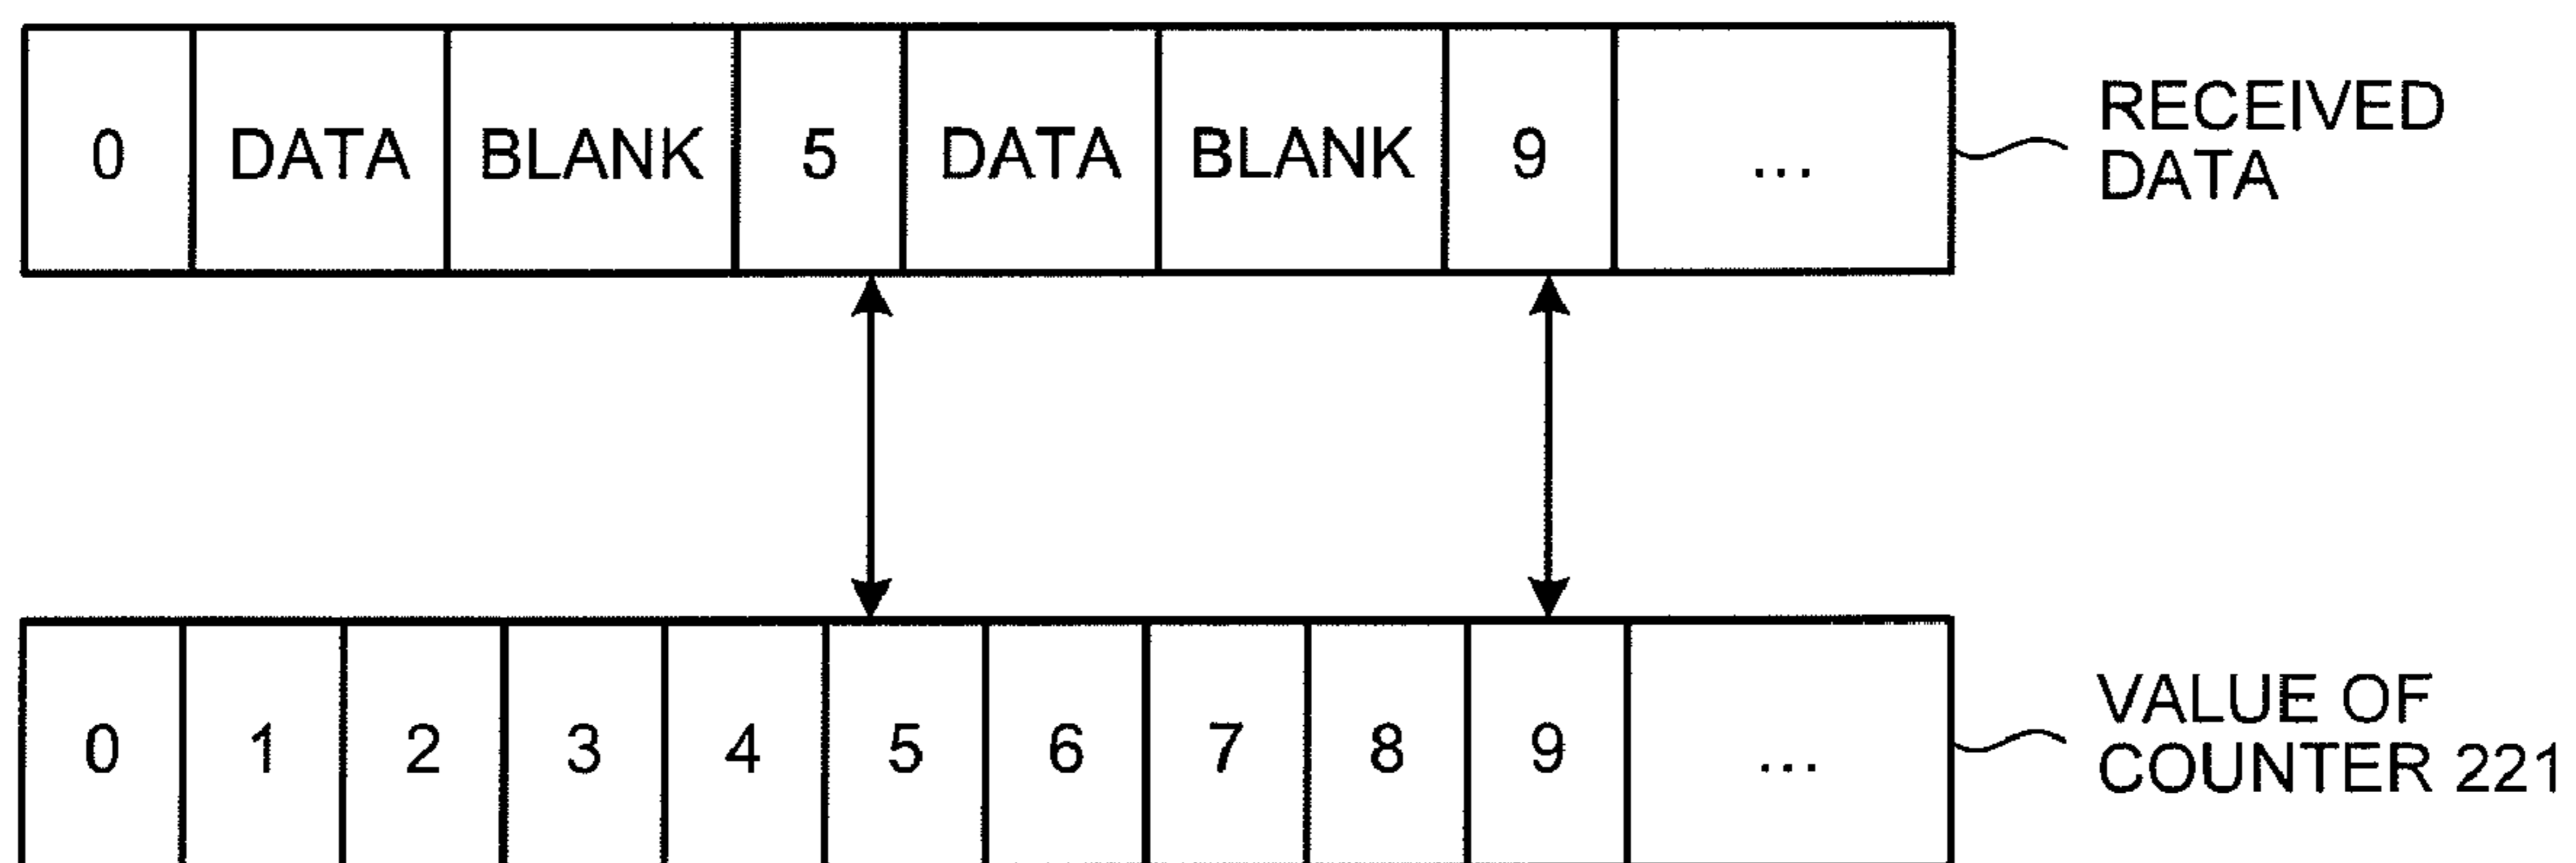 0 DATA BLANK 5 DATA BLANK 9 ...
RECEIVED
DATA
0 1 2 3 4 5 6 7 8 9 ...
VALUE OF
COUNTER 221